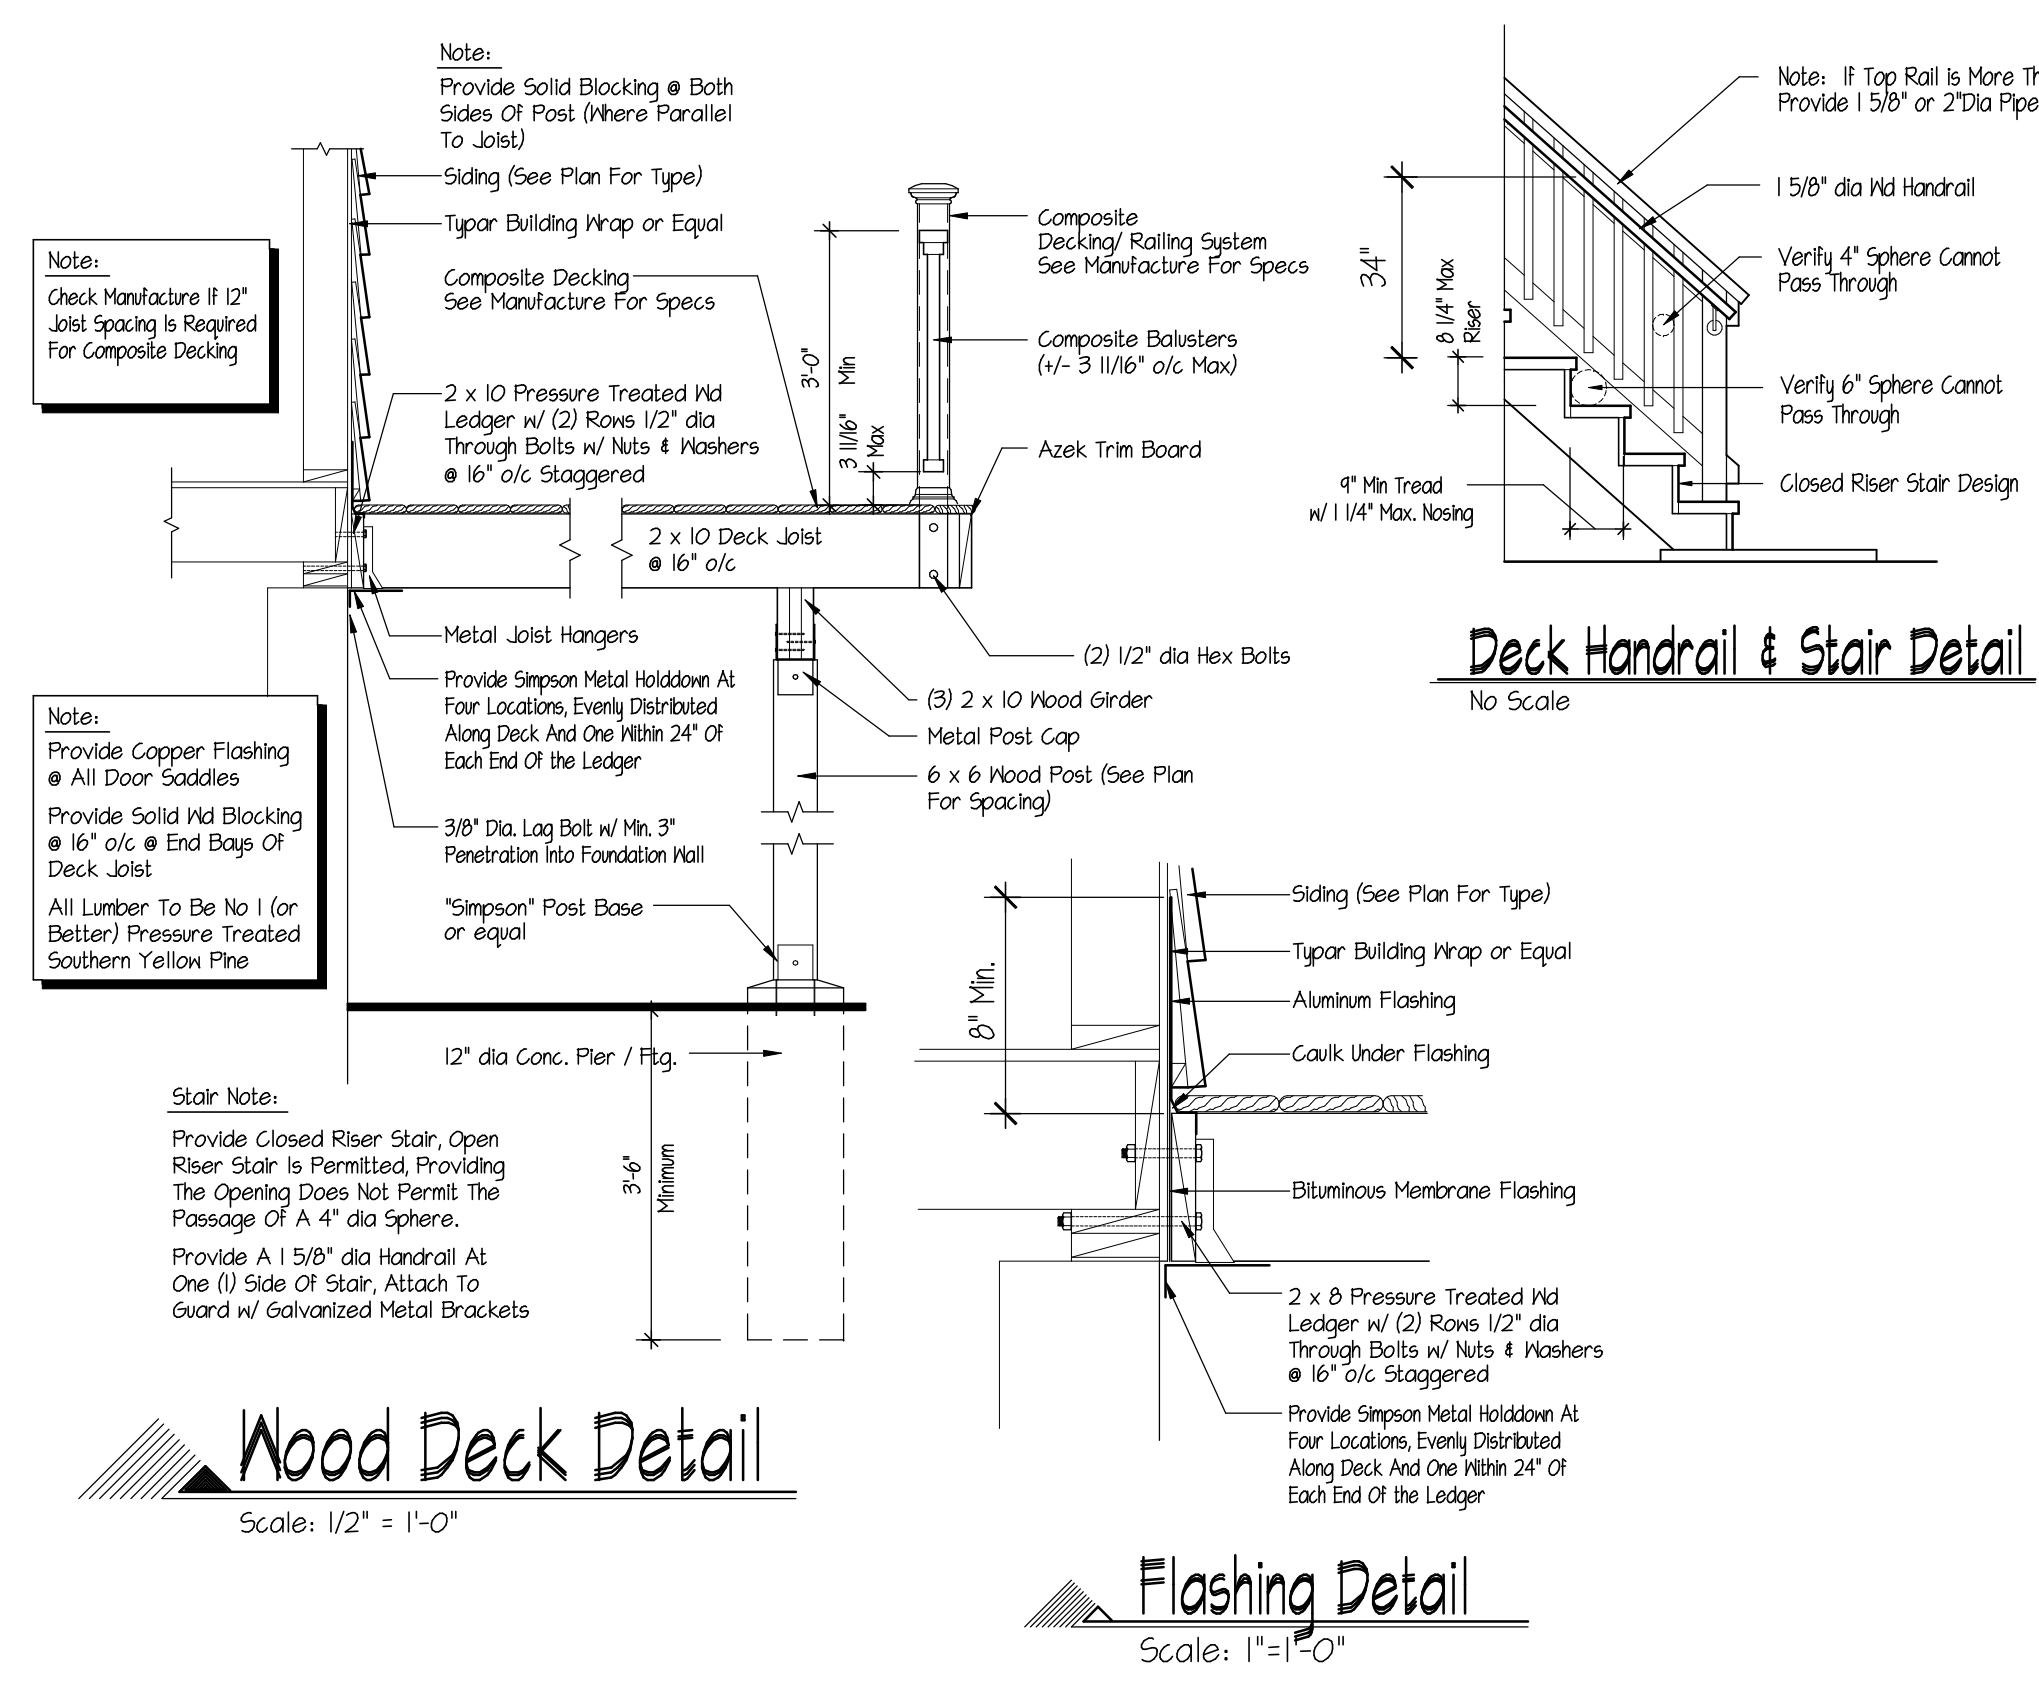 Note:
Provide Solid Blocking @ Both
Sides Of Post (Where Parallel
To Joist)
Siding (See Plan For Type)
Typar Building Wrap or Equal
Composite Decking
See Manufacture For Specs
2 x 10 Pressure Treated Wd
Ledger w/ (2) Rows 1/2" dia
Through Bolts w/ Nuts & Washers
@ 16" o/c Staggered
Note:
Check Manufacture If 12"
Joist Spacing Is Required
For Composite Decking
3'-0"
Min
3 11/16"
Max
Composite
Decking/ Railing System
See Manufacture For Specs
Composite Balusters
(+/- 3 11/16" o/c Max)
Azek Trim Board
2 x 10 Deck Joist
@ 16" o/c
Metal Joist Hangers
Provide Simpson Metal Holddown At
Four Locations, Evenly Distributed
Along Deck And One Within 24" Of
Each End Of the Ledger
3/8" Dia. Lag Bolt w/ Min. 3"
Penetration Into Foundation Wall
"Simpson" Post Base
or equal
12" dia Conc. Pier / Ftg.
(2) 1/2" dia Hex Bolts
(3) 2 x 10 Wood Girder
Metal Post Cap
6 x 6 Wood Post (See Plan
For Spacing)
Note:
Provide Copper Flashing
@ All Door Saddles
Provide Solid Wd Blocking
@ 16" o/c @ End Bays Of
Deck Joist
All Lumber To Be No 1 (or
Better) Pressure Treated
Southern Yellow Pine
3'-6"
Minimum
Stair Note:
Provide Closed Riser Stair, Open
Riser Stair Is Permitted, Providing
The Opening Does Not Permit The
Passage Of A 4" dia Sphere.
Provide A 1 5/8" dia Handrail At
One (1) Side Of Stair, Attach To
Guard w/ Galvanized Metal Brackets
Wood Deck Detail
Scale: 1/2" = 1'-0"
Note: If Top Rail is More
Provide 1 5/8" or 2"Dia Pipe
1 5/8" dia Wd Handrail
Verify 4" Sphere Cannot
Pass Through
Verify 6" Sphere Cannot
Pass Through
Closed Riser Stair Design
34"
8 1/4" Max
Riser
9" Min Tread
w/ 1 1/4" Max. Nosing
Deck Handrail & Stair Detail
No Scale
8" Min.
Siding (See Plan For Type)
Typar Building Wrap or Equal
Aluminum Flashing
Caulk Under Flashing
Bituminous Membrane Flashing
2 x 8 Pressure Treated Wd
Ledger w/ (2) Rows 1/2" dia
Through Bolts w/ Nuts & Washers
@ 16" o/c Staggered
Provide Simpson Metal Holddown At
Four Locations, Evenly Distributed
Along Deck And One Within 24" Of
Each End Of the Ledger
Flashing Detail
Scale: 1"=1'-0"